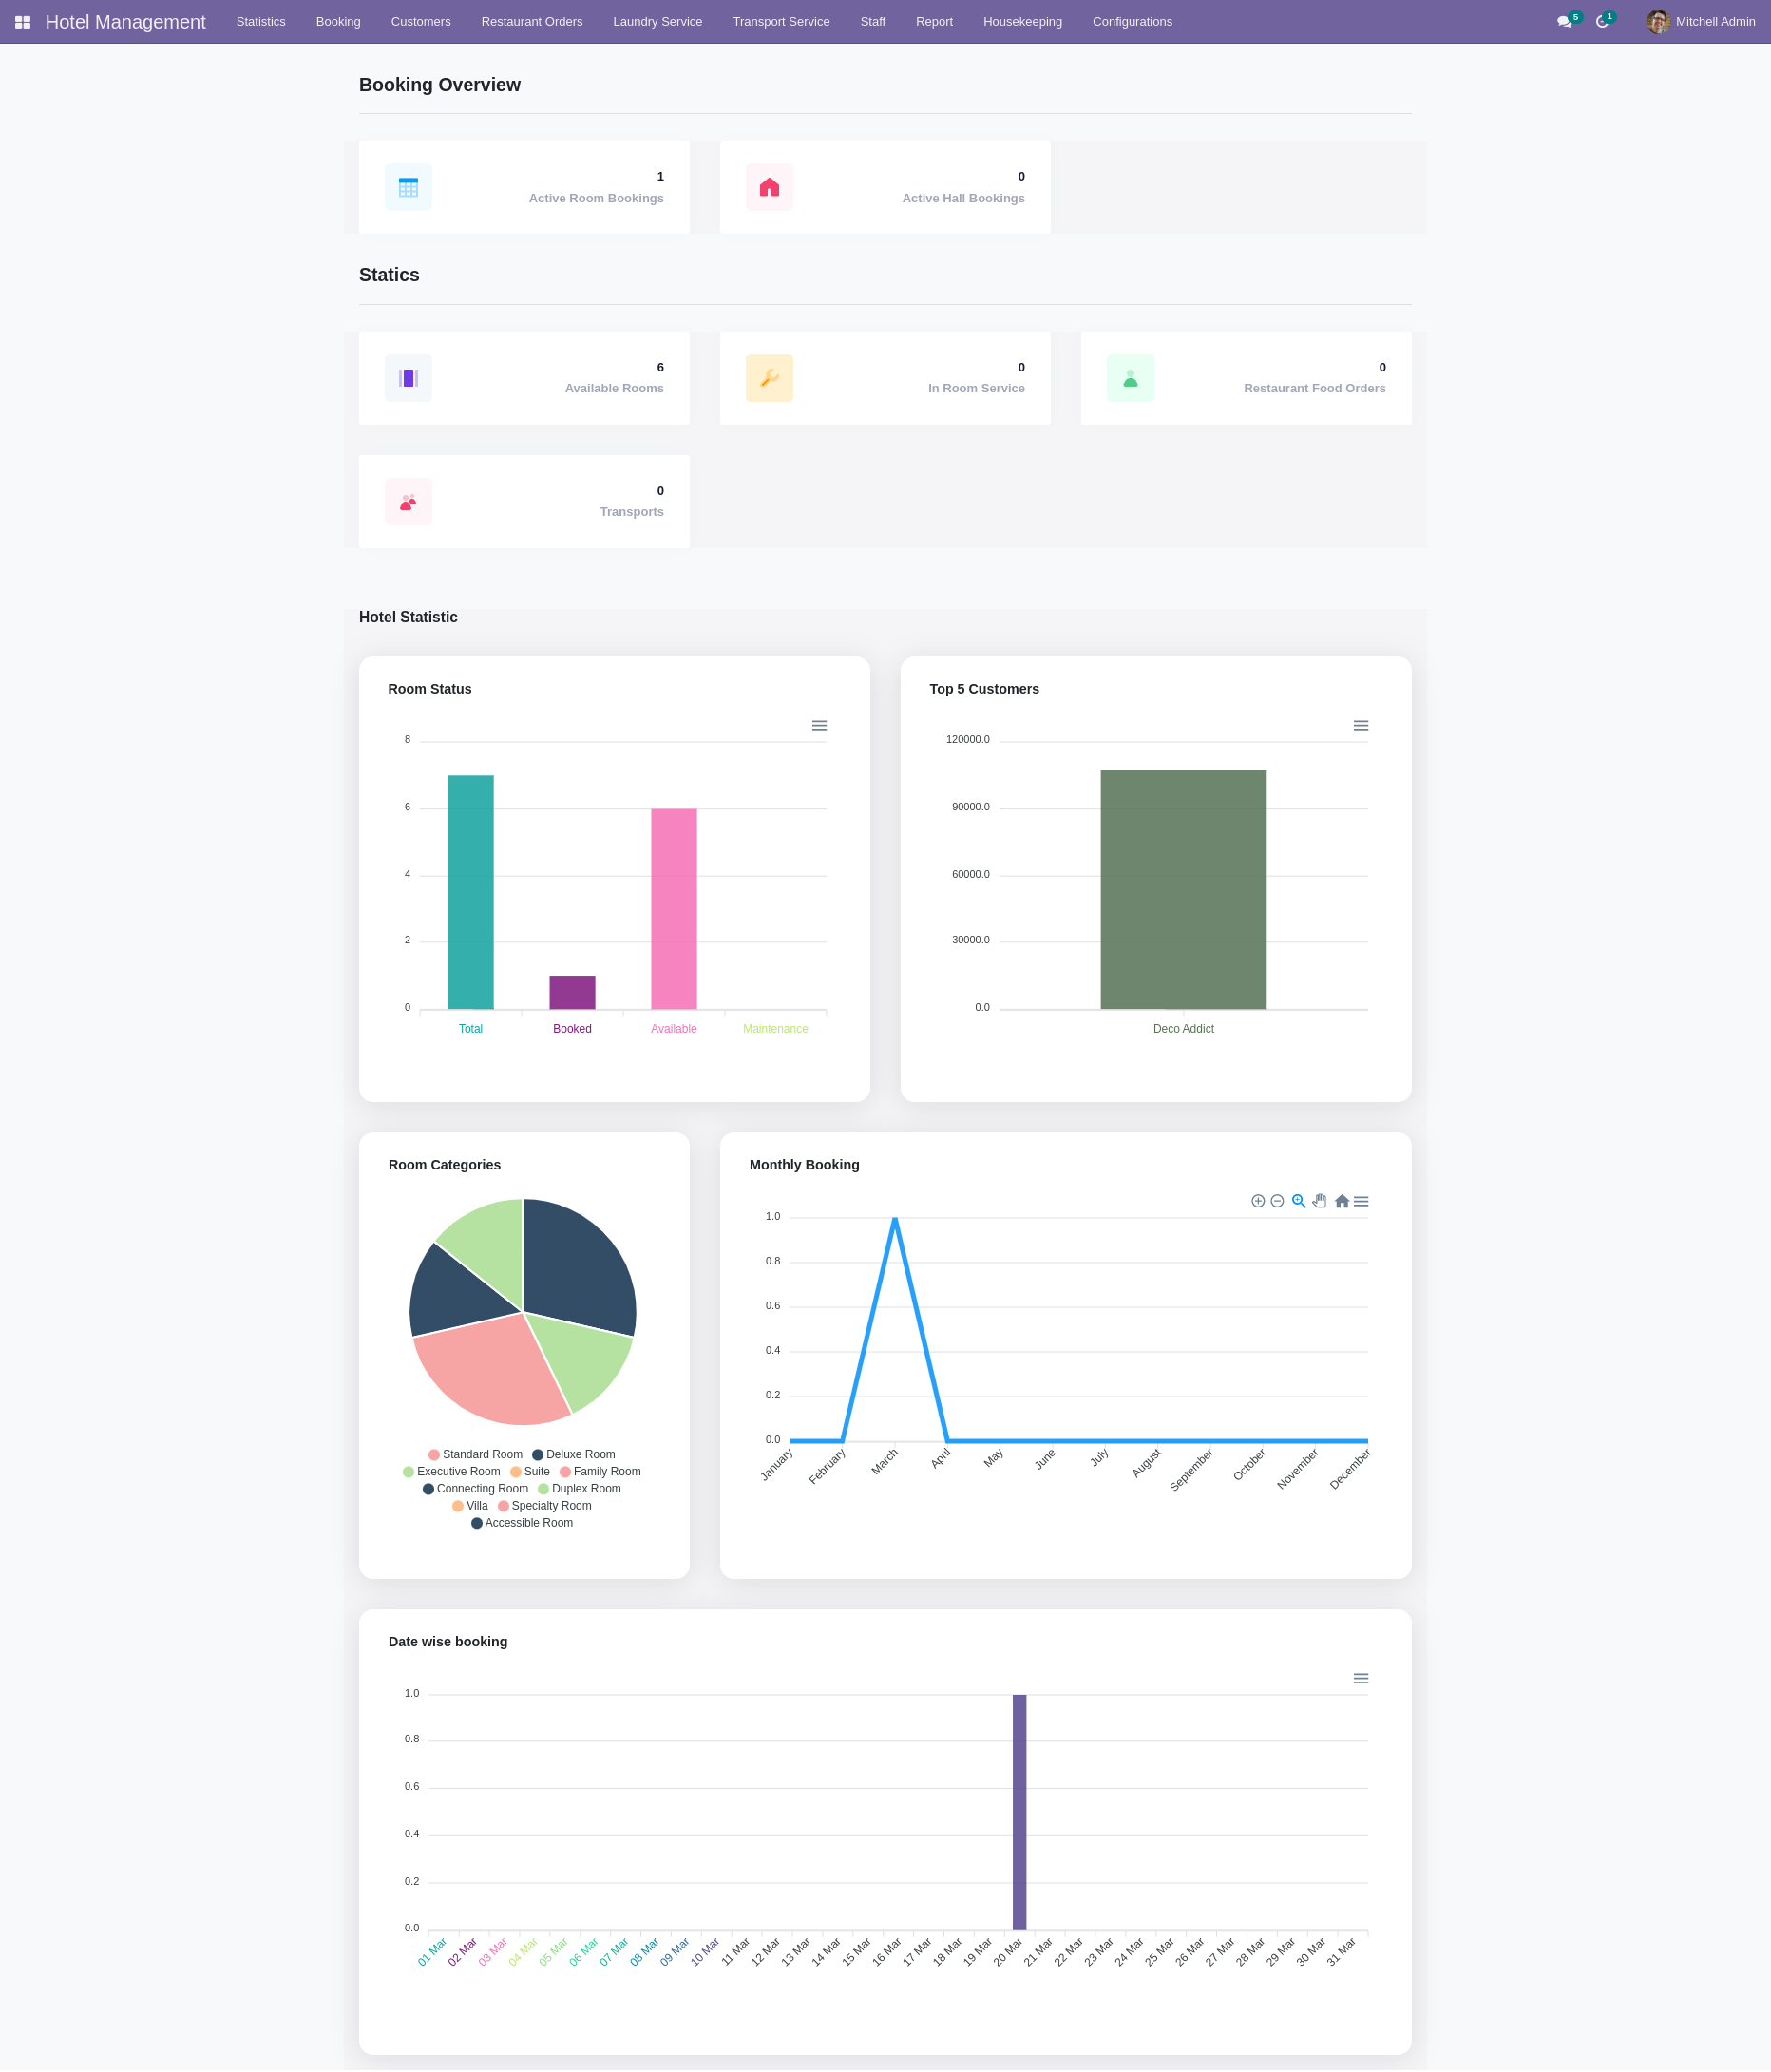 Hotel Management Statistics Booking Customers Restaurant Orders Laundry Service Transport Service Staff Report Housekeeping Configurations 5 1 Mitchell Admin
Booking Overview
1
Active Room Bookings
0
Active Hall Bookings
Statics
6
Available Rooms
0
In Room Service
0
Restaurant Food Orders
0
Transports
Hotel Statistic
Room Status
8
6
4
2
0
Total Booked Available Maintenance
Top 5 Customers
120000.0
90000.0
60000.0
30000.0
0.0
Deco Addict
Room Categories
Standard Room Deluxe Room
Executive Room Suite Family Room
Connecting Room Duplex Room
Villa Specialty Room
Accessible Room
Monthly Booking
1.0
0.8
0.6
0.4
0.2
0.0
January February March April May June July August September October November December
Date wise booking
1.0
0.8
0.6
0.4
0.2
0.0
01 Mar 02 Mar 03 Mar 04 Mar 05 Mar 06 Mar 07 Mar 08 Mar 09 Mar 10 Mar 11 Mar 12 Mar 13 Mar 14 Mar 15 Mar 16 Mar 17 Mar 18 Mar 19 Mar 20 Mar 21 Mar 22 Mar 23 Mar 24 Mar 25 Mar 26 Mar 27 Mar 28 Mar 29 Mar 30 Mar 31 Mar